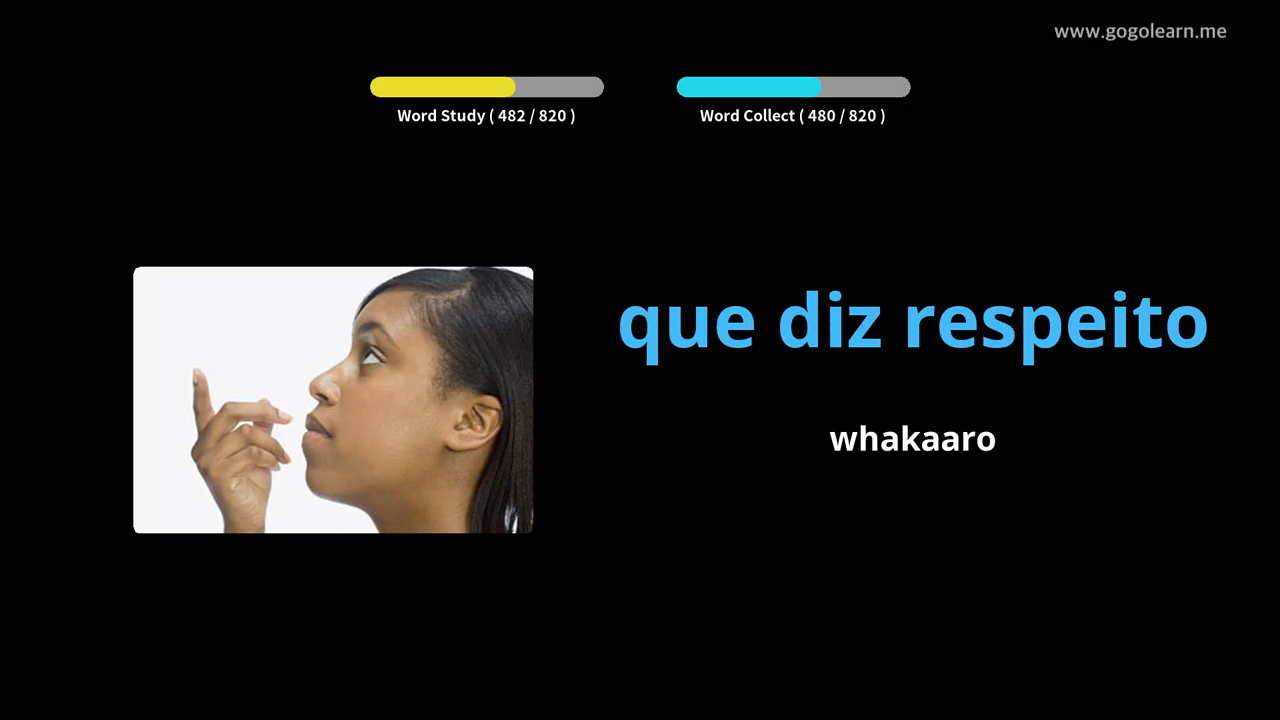 www.gogolearn.me
Word Study ( 482 / 820 )
Word Collect ( 480 / 820 )
que diz respeito
whakaaro